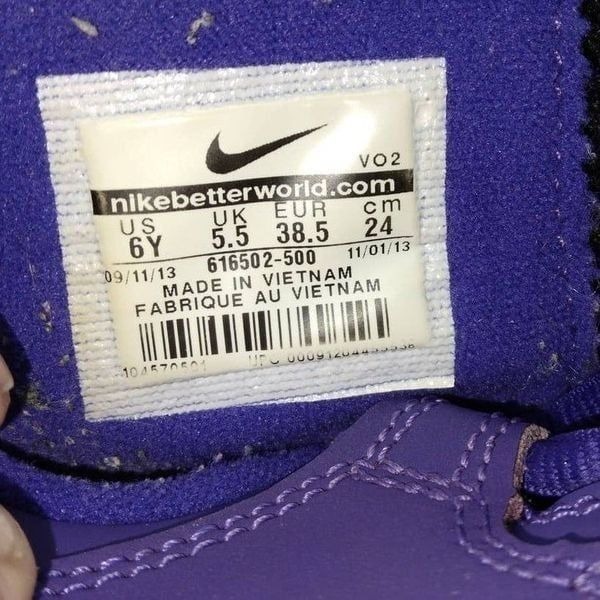 VO2
nikebetterworld.com
US UK EUR cm
6Y 5.5 38.5 24
09/11/13 616502-500 11/01/13
MADE IN VIETNAM
FABRIQUE AU VIETNAM
UPC